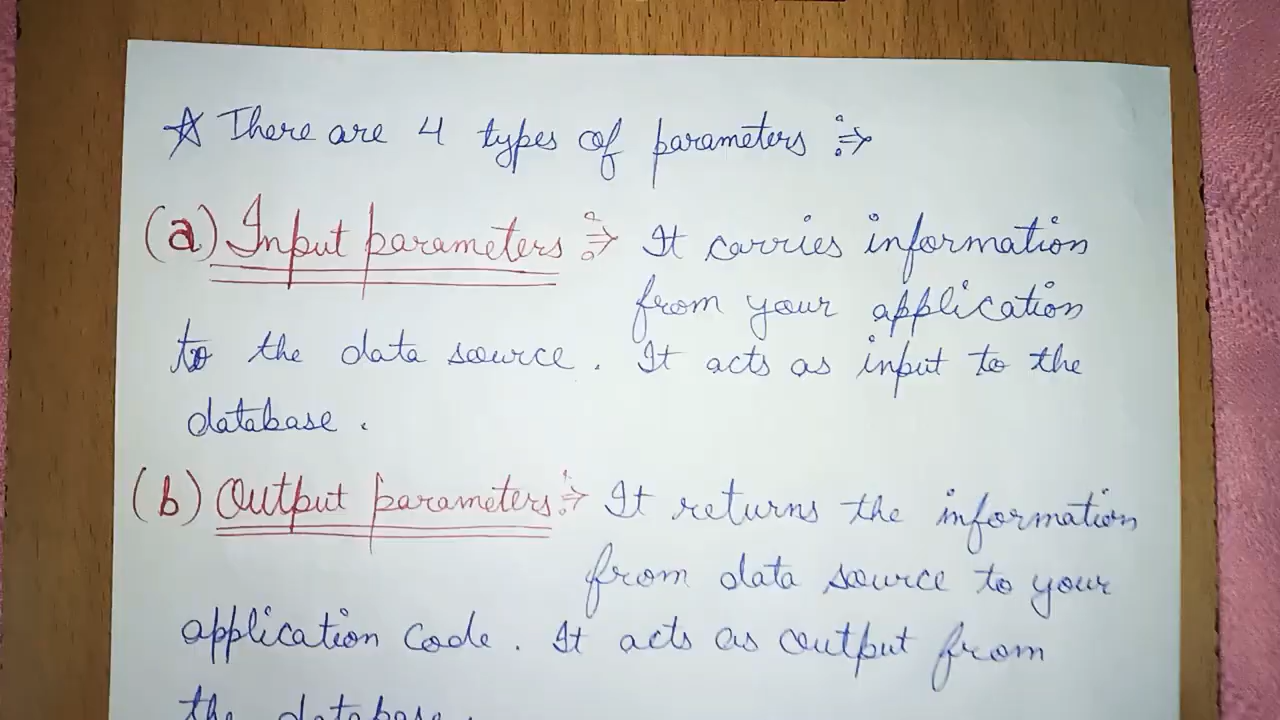 ☆ There are 4 types of parameters :->
(a) Input parameters :-> It carries information
from your application
to the data source. It acts as input to the
database.
(b) Output parameters :-> It returns the information
from data source to your
application code. It acts as output from
the database.